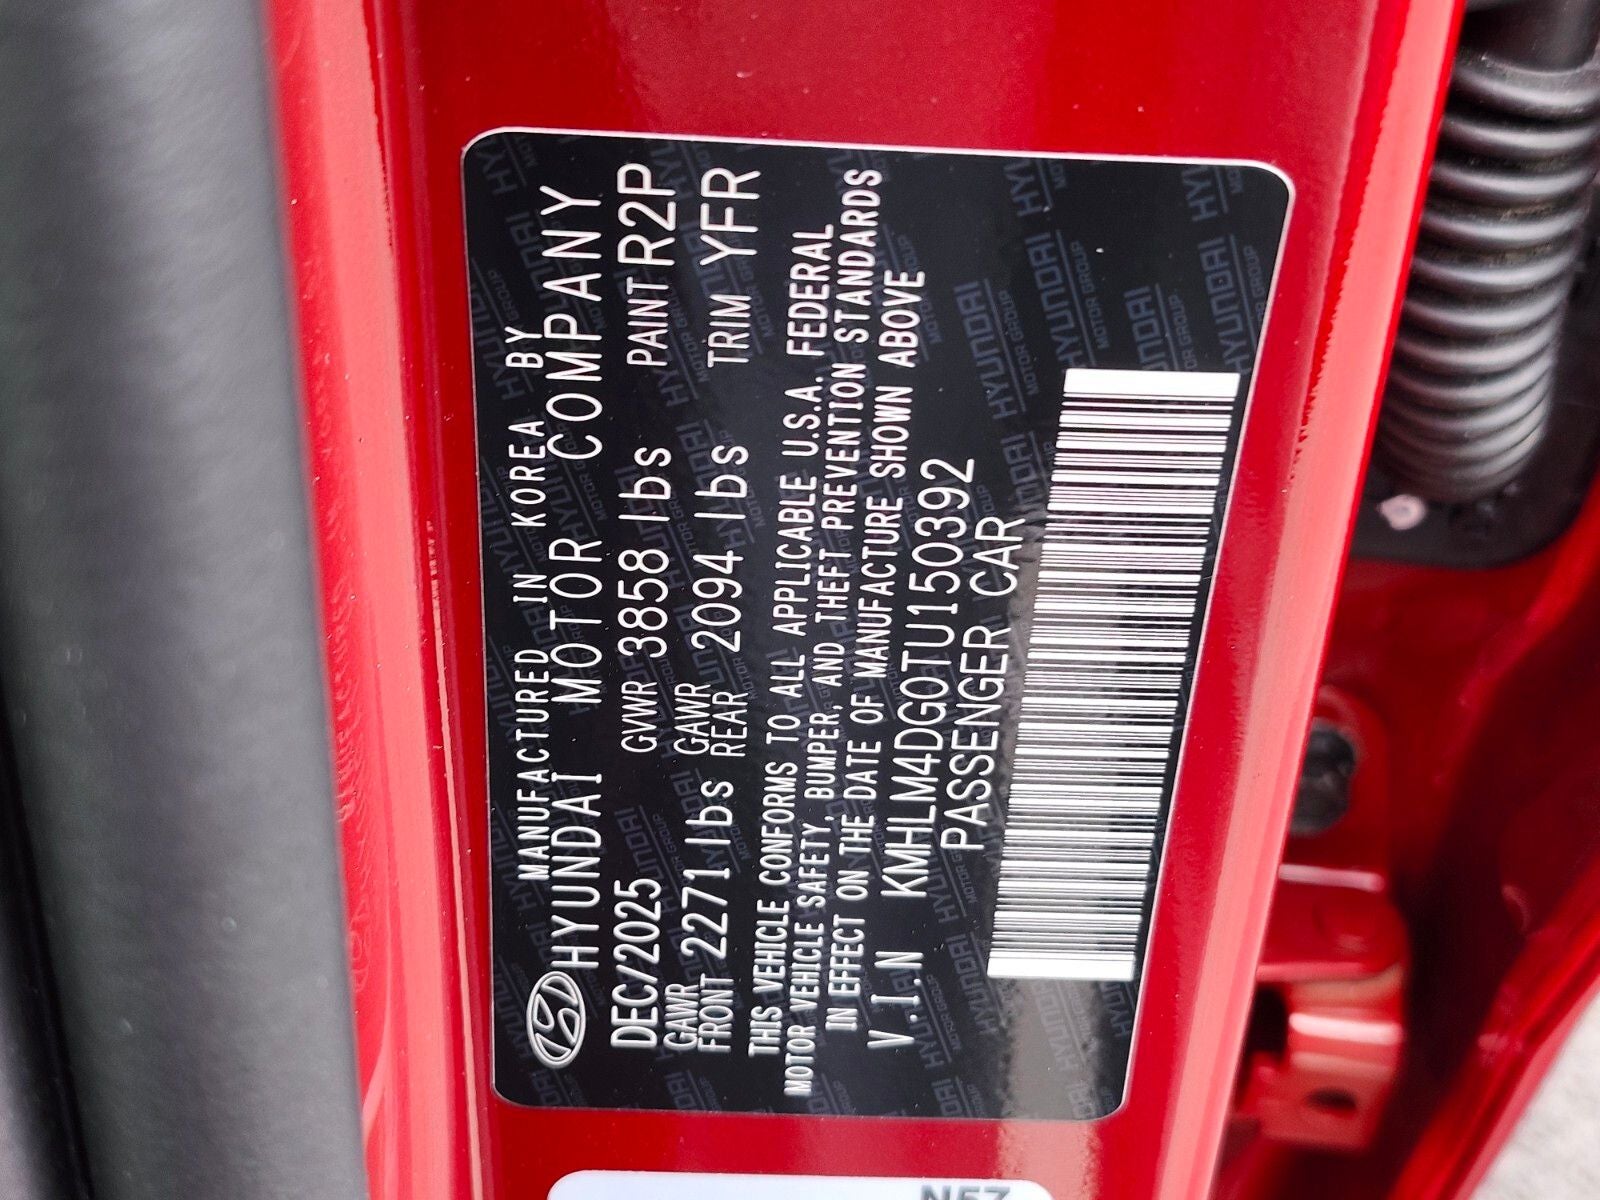 MANUFACTURED IN KOREA BY
HYUNDAI MOTOR COMPANY
DEC/2025 GVWR 3858 lbs PAINT R2P
GAWR FRONT 2271 lbs GAWR REAR 2094 lbs TRIM YFR
THIS VEHICLE CONFORMS TO ALL APPLICABLE U.S.A. FEDERAL
MOTOR VEHICLE SAFETY, BUMPER, AND THEFT PREVENTION STANDARDS
IN EFFECT ON THE DATE OF MANUFACTURE SHOWN ABOVE
V.I.N KMHLM4DG0TU150392
PASSENGER CAR